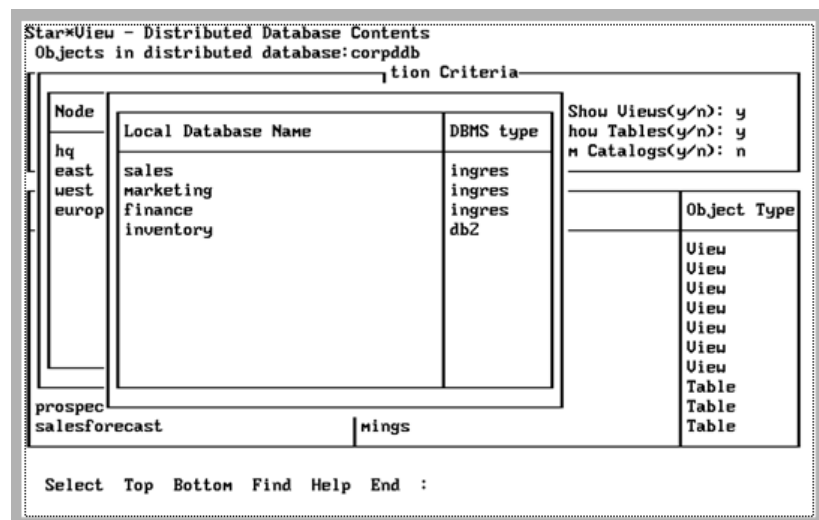 Star*View - Distributed Database Contents
Objects in distributed database: corpddb
tion Criteria
Node Show Views(y/n): y
Local Database Name DBMS type how Tables(y/n): y
hq m Catalogs(y/n): n
east sales ingres
west marketing ingres
europ finance ingres Object Type
inventory db2
View
View
View
View
View
View
View
Table
prospec Table
salesforecast mings Table
Select Top Bottom Find Help End :